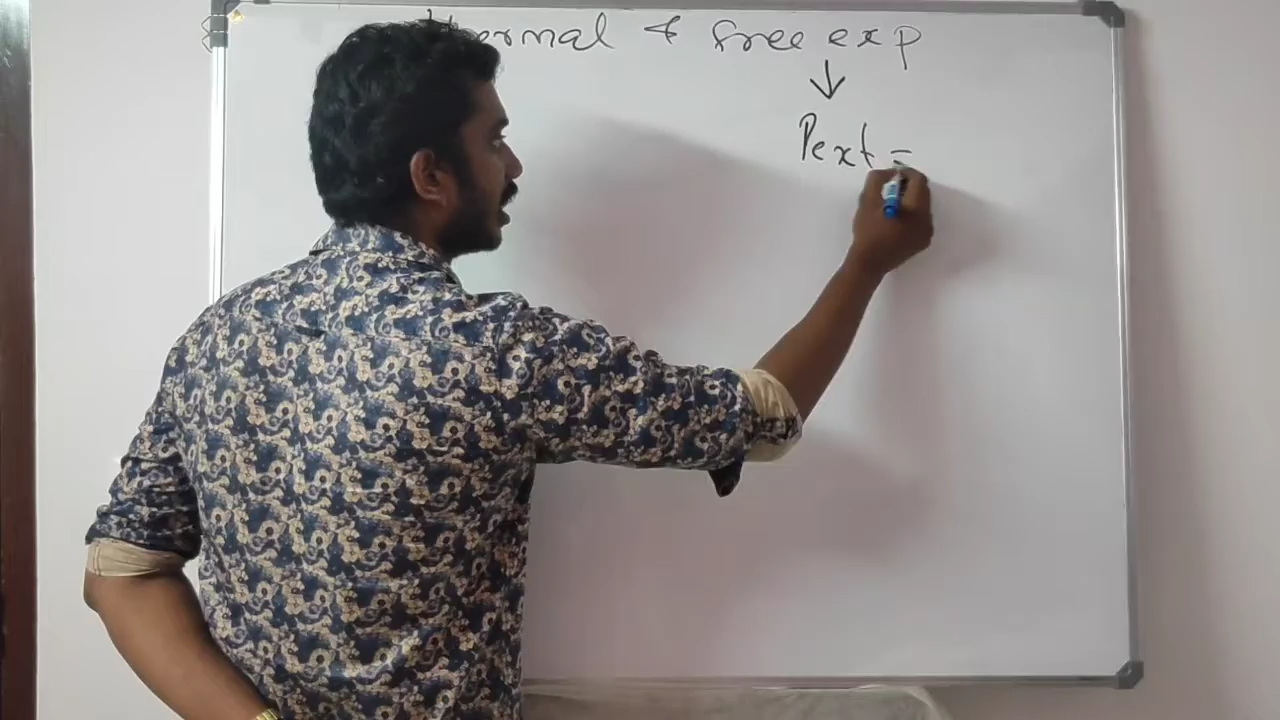 thermal & free exp
↓
Pext =